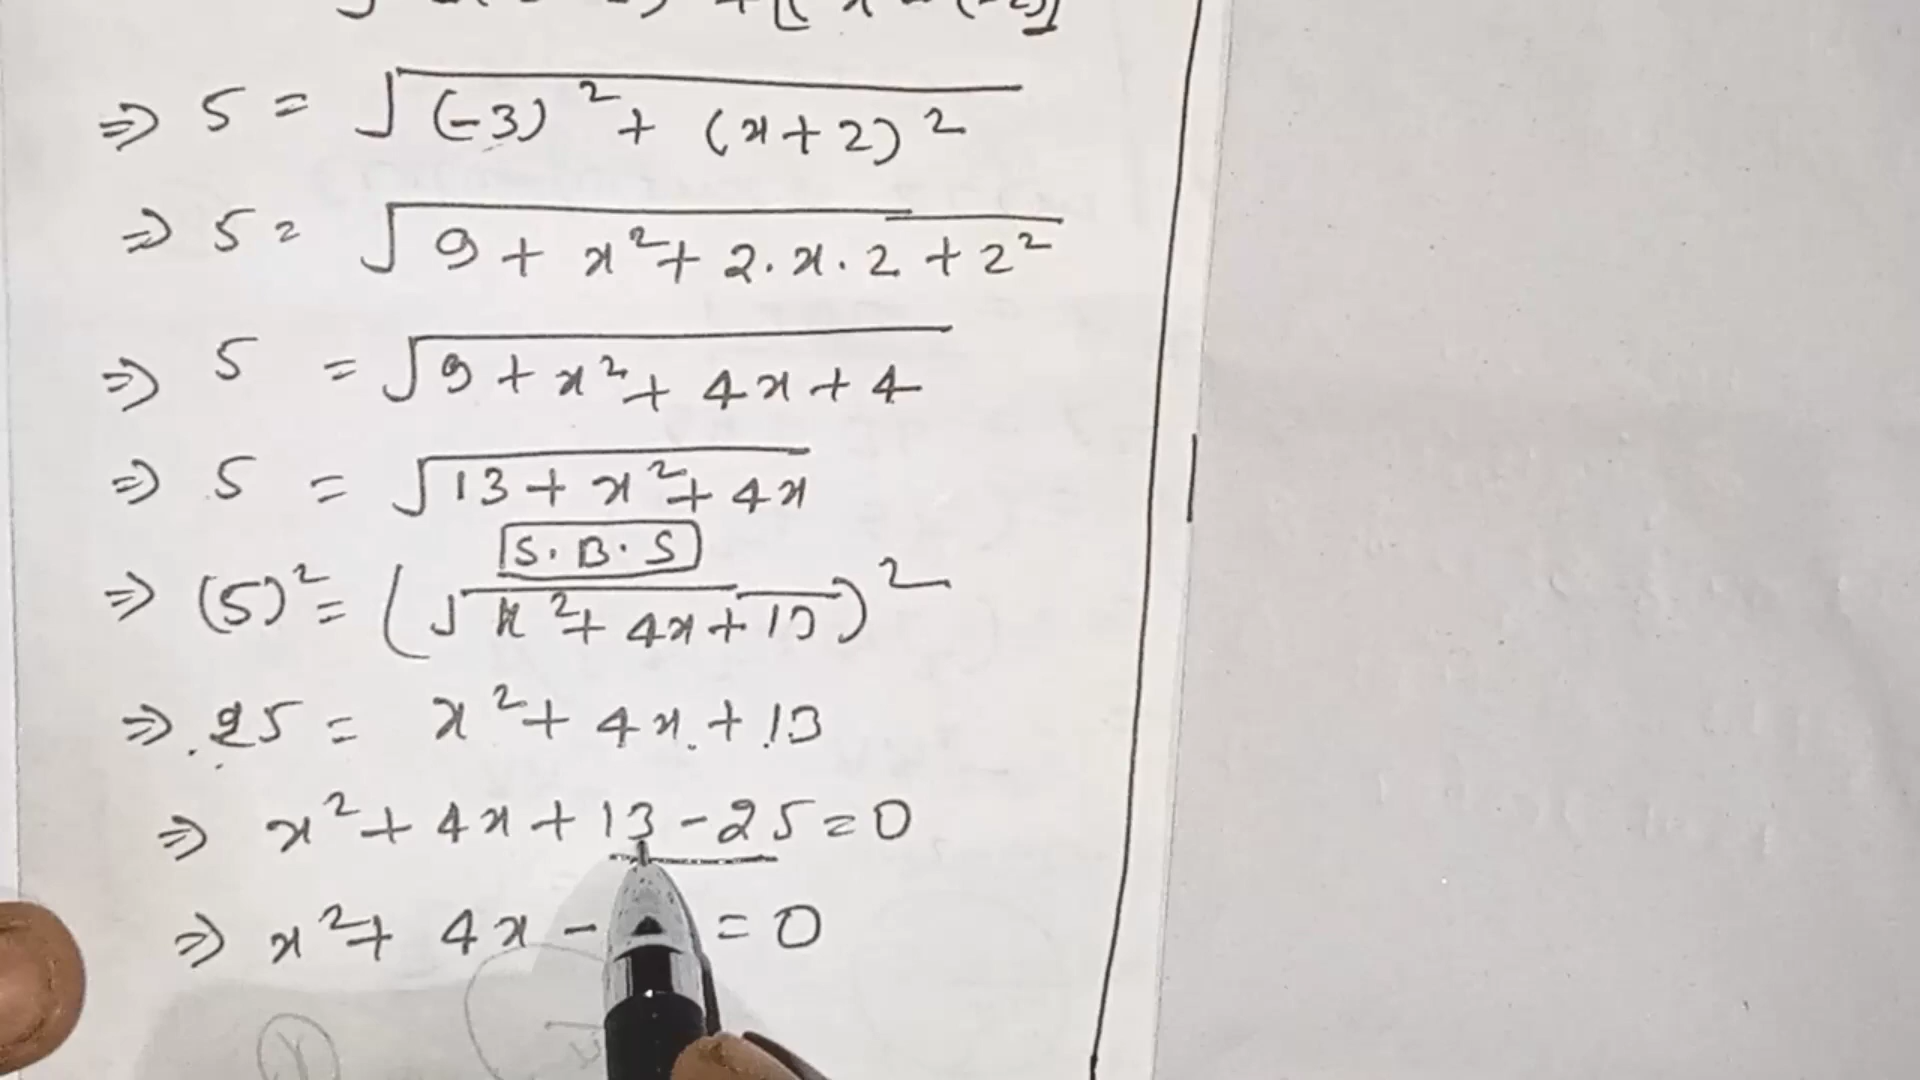 ⇒ 5 = √(-3)² + (x+2)²
⇒ 5 = √9 + x² + 2.x.2 + 2²
⇒ 5 = √9 + x² + 4x + 4
⇒ 5 = √13 + x² + 4x
S.B.S
⇒ (5)² = (√x² + 4x + 13)²
⇒ 25 = x² + 4x + 13
⇒ x² + 4x + 13 - 25 = 0
⇒ x² + 4x - = 0